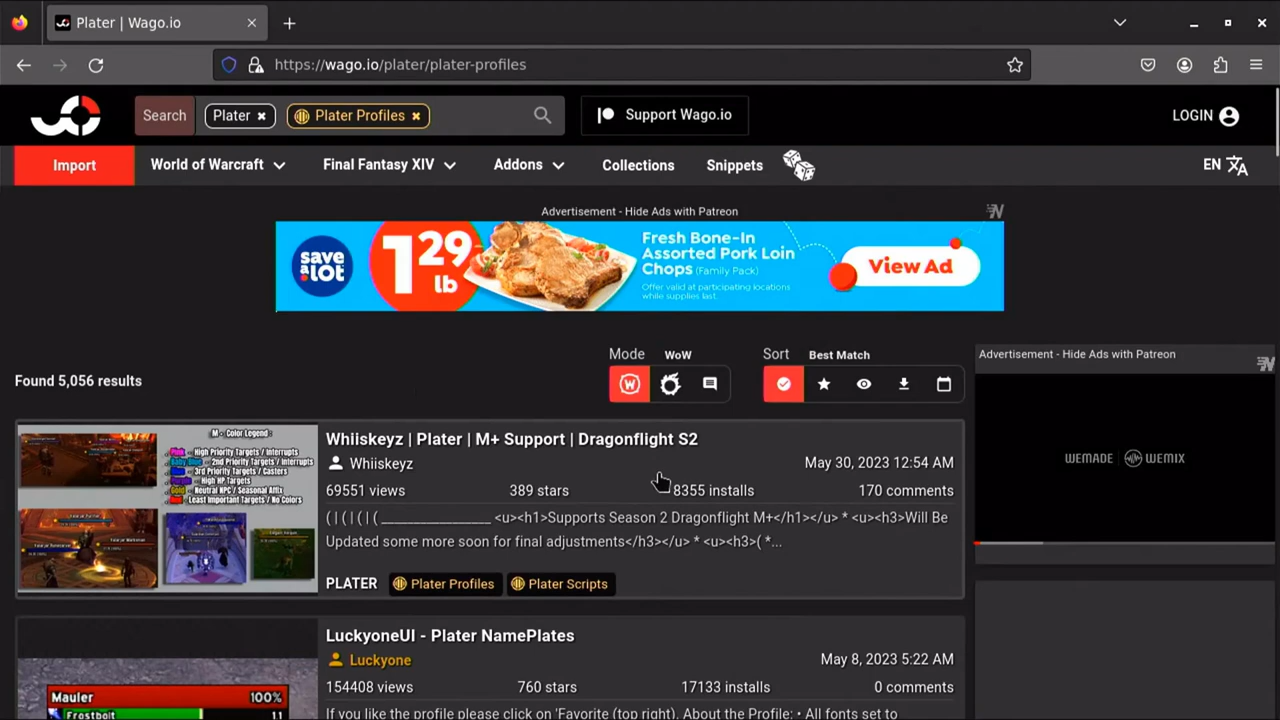 Plater | Wago.io
https://wago.io/plater/plater-profiles
Search
Plater
Plater Profiles
Support Wago.io
LOGIN
Import
World of Warcraft
Final Fantasy XIV
Addons
Collections
Snippets
EN
Advertisement - Hide Ads with Patreon
save a lot
1 29 lb
Fresh Bone-In
Assorted Pork Loin
Chops (Family Pack)
Offer valid at participating locations
while supplies last.
View Ad
Found 5,056 results
Mode WoW
Sort Best Match
Advertisement - Hide Ads with Patreon
WEMADE WEMIX
M+ Color Legend:
High Priority Targets / Interrupts
2nd Priority Targets / Interrupts
3rd Priority Targets / Casters
High HP Targets
Neutral NPC / Seasonal Affix
Least Important Targets / No Colors
Whiiskeyz | Plater | M+ Support | Dragonflight S2
Whiiskeyz
May 30, 2023 12:54 AM
69551 views 389 stars 8355 installs 170 comments
(|(|(|(_______________ <u><h1>Supports Season 2 Dragonflight M+</h1></u> * <u><h3>Will Be
Updated some more soon for final adjustments</h3></u> * <u><h3>( *...
PLATER Plater Profiles Plater Scripts
LuckyoneUI - Plater NamePlates
Luckyone
May 8, 2023 5:22 AM
154408 views 760 stars 17133 installs 0 comments
If you like the profile please click on 'Favorite (top right). About the Profile: • All fonts set to
Mauler 100%
Frostbolt 1.1